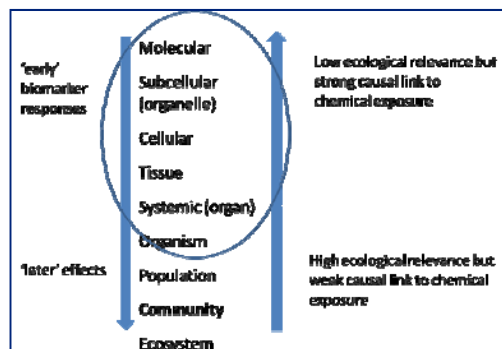 'early'
biomarker
responses
'later' effects
Molecular
Subcellular
(organelle)
Cellular
Tissue
Systemic (organ)
Organism
Population
Community
Ecosystem
Low ecological relevance but
strong causal link to
chemical exposure
High ecological relevance but
weak causal link to chemical
exposure